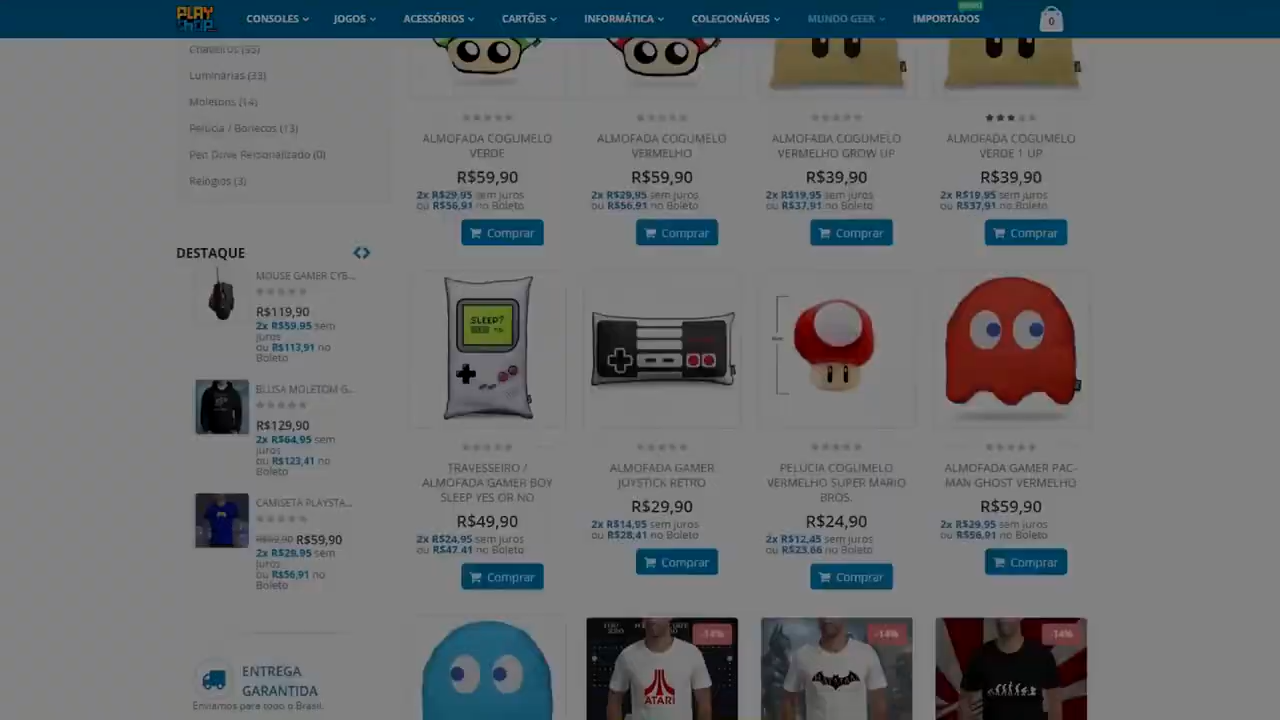 PLAY SHOP
CONSOLES
JOGOS
ACESSÓRIOS
CARTÕES
INFORMÁTICA
COLECIONÁVEIS
MUNDO GEEK
IMPORTADOS
0
Luminárias (33)
Moletons (14)
Pelúcia / Bonecos (13)
Pen Drive Personalizado (0)
Relógios (3)
ALMOFADA COGUMELO
VERDE
R$59,90
2x R$29,95 sem juros
ou R$56,91 no Boleto
Comprar
ALMOFADA COGUMELO
VERMELHO
R$59,90
2x R$29,95 sem juros
ou R$56,91 no Boleto
Comprar
ALMOFADA COGUMELO
VERMELHO GROW UP
R$39,90
2x R$19,95 sem juros
ou R$37,91 no Boleto
Comprar
ALMOFADA COGUMELO
VERDE 1 UP
R$39,90
2x R$19,95 sem juros
ou R$37,91 no Boleto
Comprar
DESTAQUE
MOUSE GAMER CYB...
R$119,90
2x R$59,95 sem
juros
ou R$113,91 no
Boleto
BLUSA MOLETOM G...
R$129,90
2x R$64,95 sem
juros
ou R$123,41 no
Boleto
CAMISETA PLAYSTA...
R$69,90 R$59,90
2x R$29,95 sem
juros
ou R$56,91 no
Boleto
SLEEP?
TRAVESSEIRO /
ALMOFADA GAMER BOY
SLEEP YES OR NO
R$49,90
2x R$24,95 sem juros
ou R$47,41 no Boleto
Comprar
ALMOFADA GAMER
JOYSTICK RETRO
R$29,90
2x R$14,95 sem juros
ou R$28,41 no Boleto
Comprar
PELÚCIA COGUMELO
VERMELHO SUPER MARIO
BROS.
R$24,90
2x R$12,45 sem juros
ou R$23,66 no Boleto
Comprar
ALMOFADA GAMER PAC-
MAN GHOST VERMELHO
R$59,90
2x R$29,95 sem juros
ou R$56,91 no Boleto
Comprar
ENTREGA
GARANTIDA
Enviamos para todo o Brasil.
-14%
ATARI
-14%
-14%